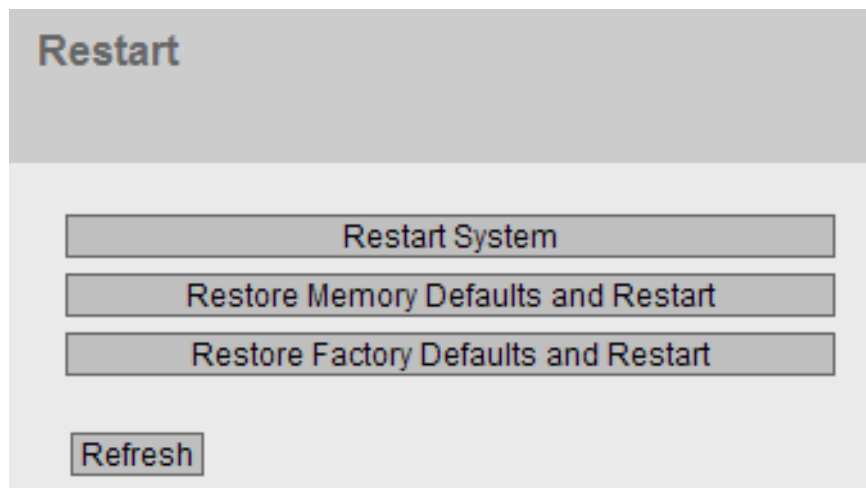 Restart
Restart System
Restore Memory Defaults and Restart
Restore Factory Defaults and Restart
Refresh